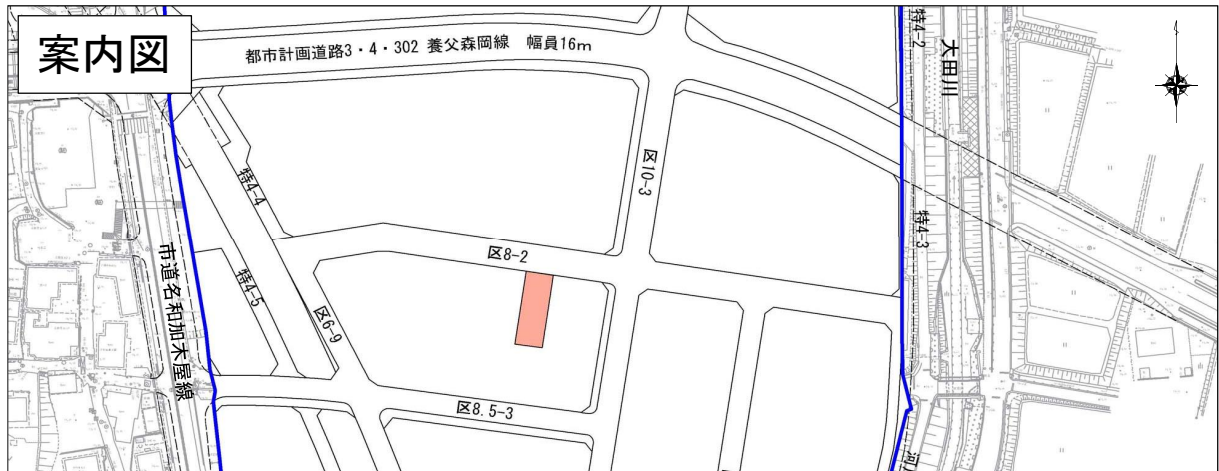 案内図
都市計画道路3・4・302 養父森岡線 幅員16m
特4-2
大田川
区10-3
特4-4
特4-3
区8-2
市道名和加木屋線
特4-5
区6-9
区8.5-3